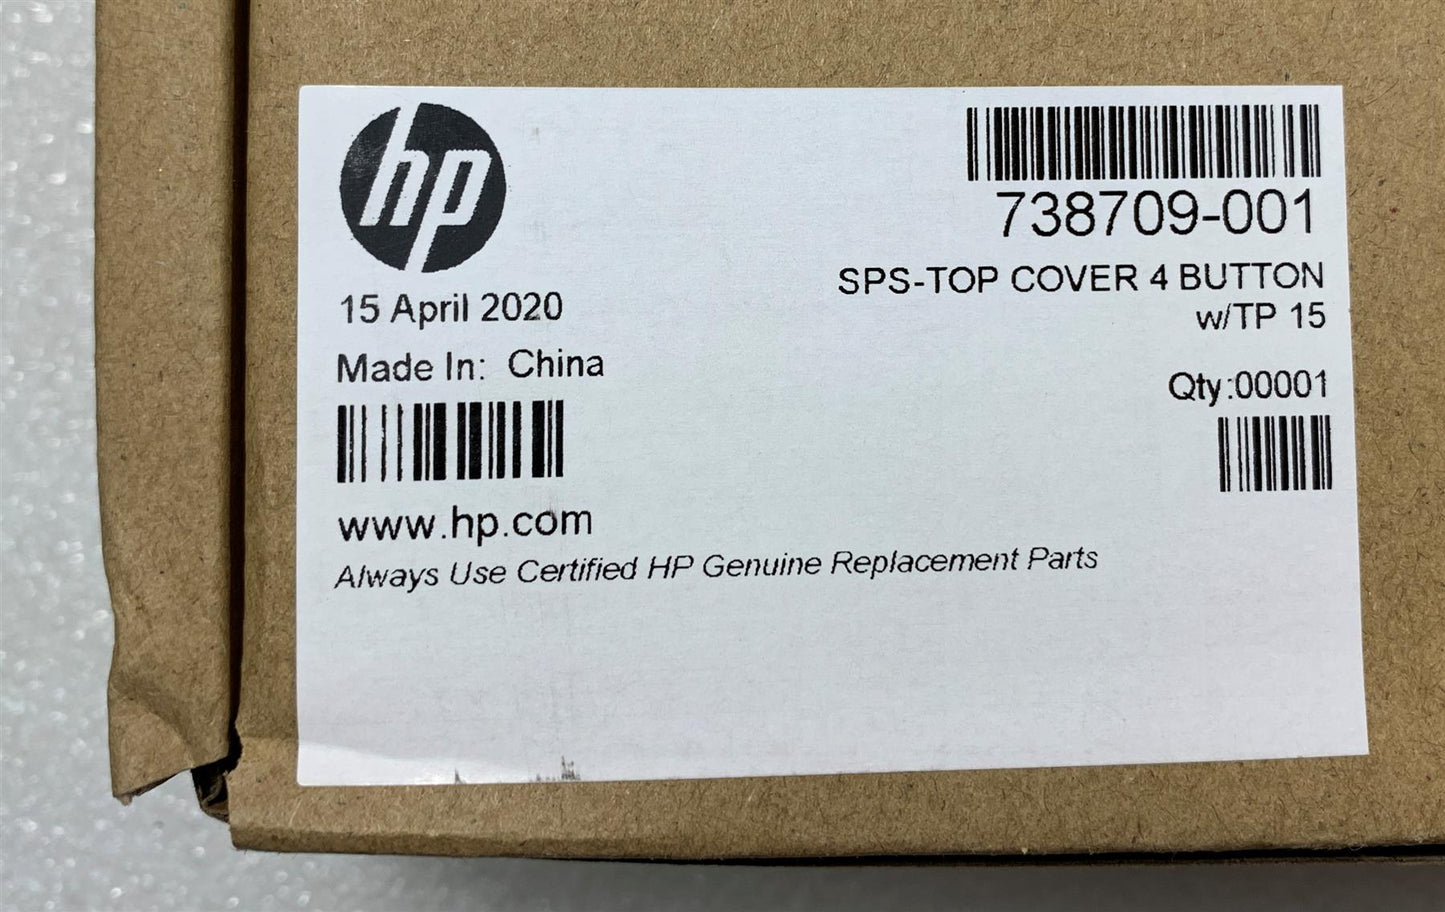 hp
738709-001
SPS-TOP COVER 4 BUTTON
w/TP 15
15 April 2020
Made In: China
Qty:00001
www.hp.com
Always Use Certified HP Genuine Replacement Parts